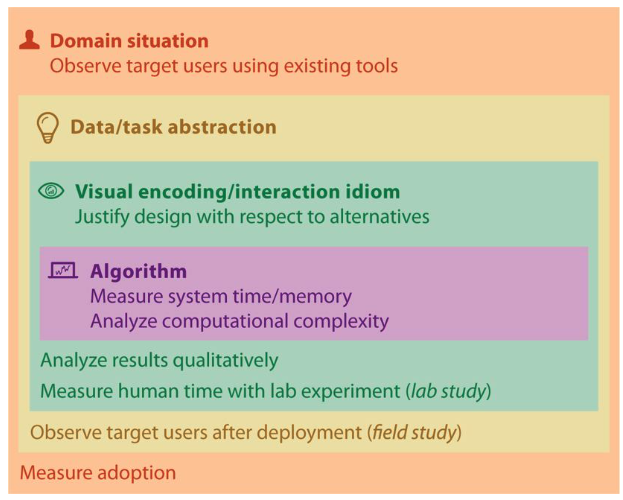 Domain situation
Observe target users using existing tools
Data/task abstraction
Visual encoding/interaction idiom
Justify design with respect to alternatives
Algorithm
Measure system time/memory
Analyze computational complexity
Analyze results qualitatively
Measure human time with lab experiment (lab study)
Observe target users after deployment (field study)
Measure adoption